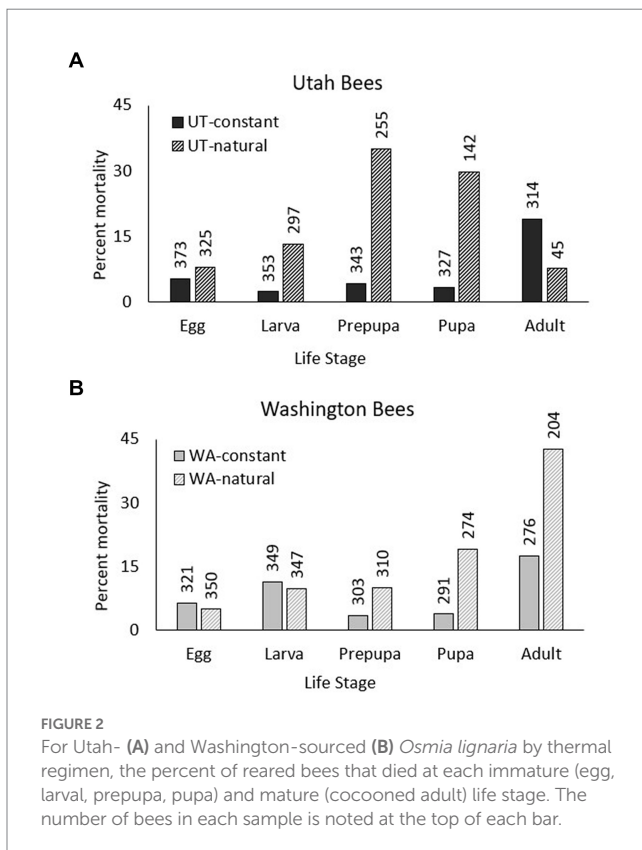 A
Utah Bees
45
30
15
0
Percent mortality
UT-constant
UT-natural
373
325
353
297
343
255
327
142
314
45
Egg Larva Prepupa Pupa Adult
Life Stage
B
Washington Bees
45
30
15
0
Percent mortality
WA-constant
WA-natural
321
350
349
347
303
310
291
274
276
204
Egg Larva Prepupa Pupa Adult
Life Stage
FIGURE 2
For Utah- (A) and Washington-sourced (B) Osmia lignaria by thermal
regimen, the percent of reared bees that died at each immature (egg,
larval, prepupa, pupa) and mature (cocooned adult) life stage. The
number of bees in each sample is noted at the top of each bar.